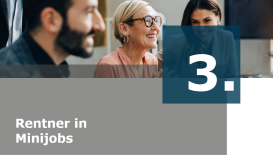 3.
Rentner in
Minijobs